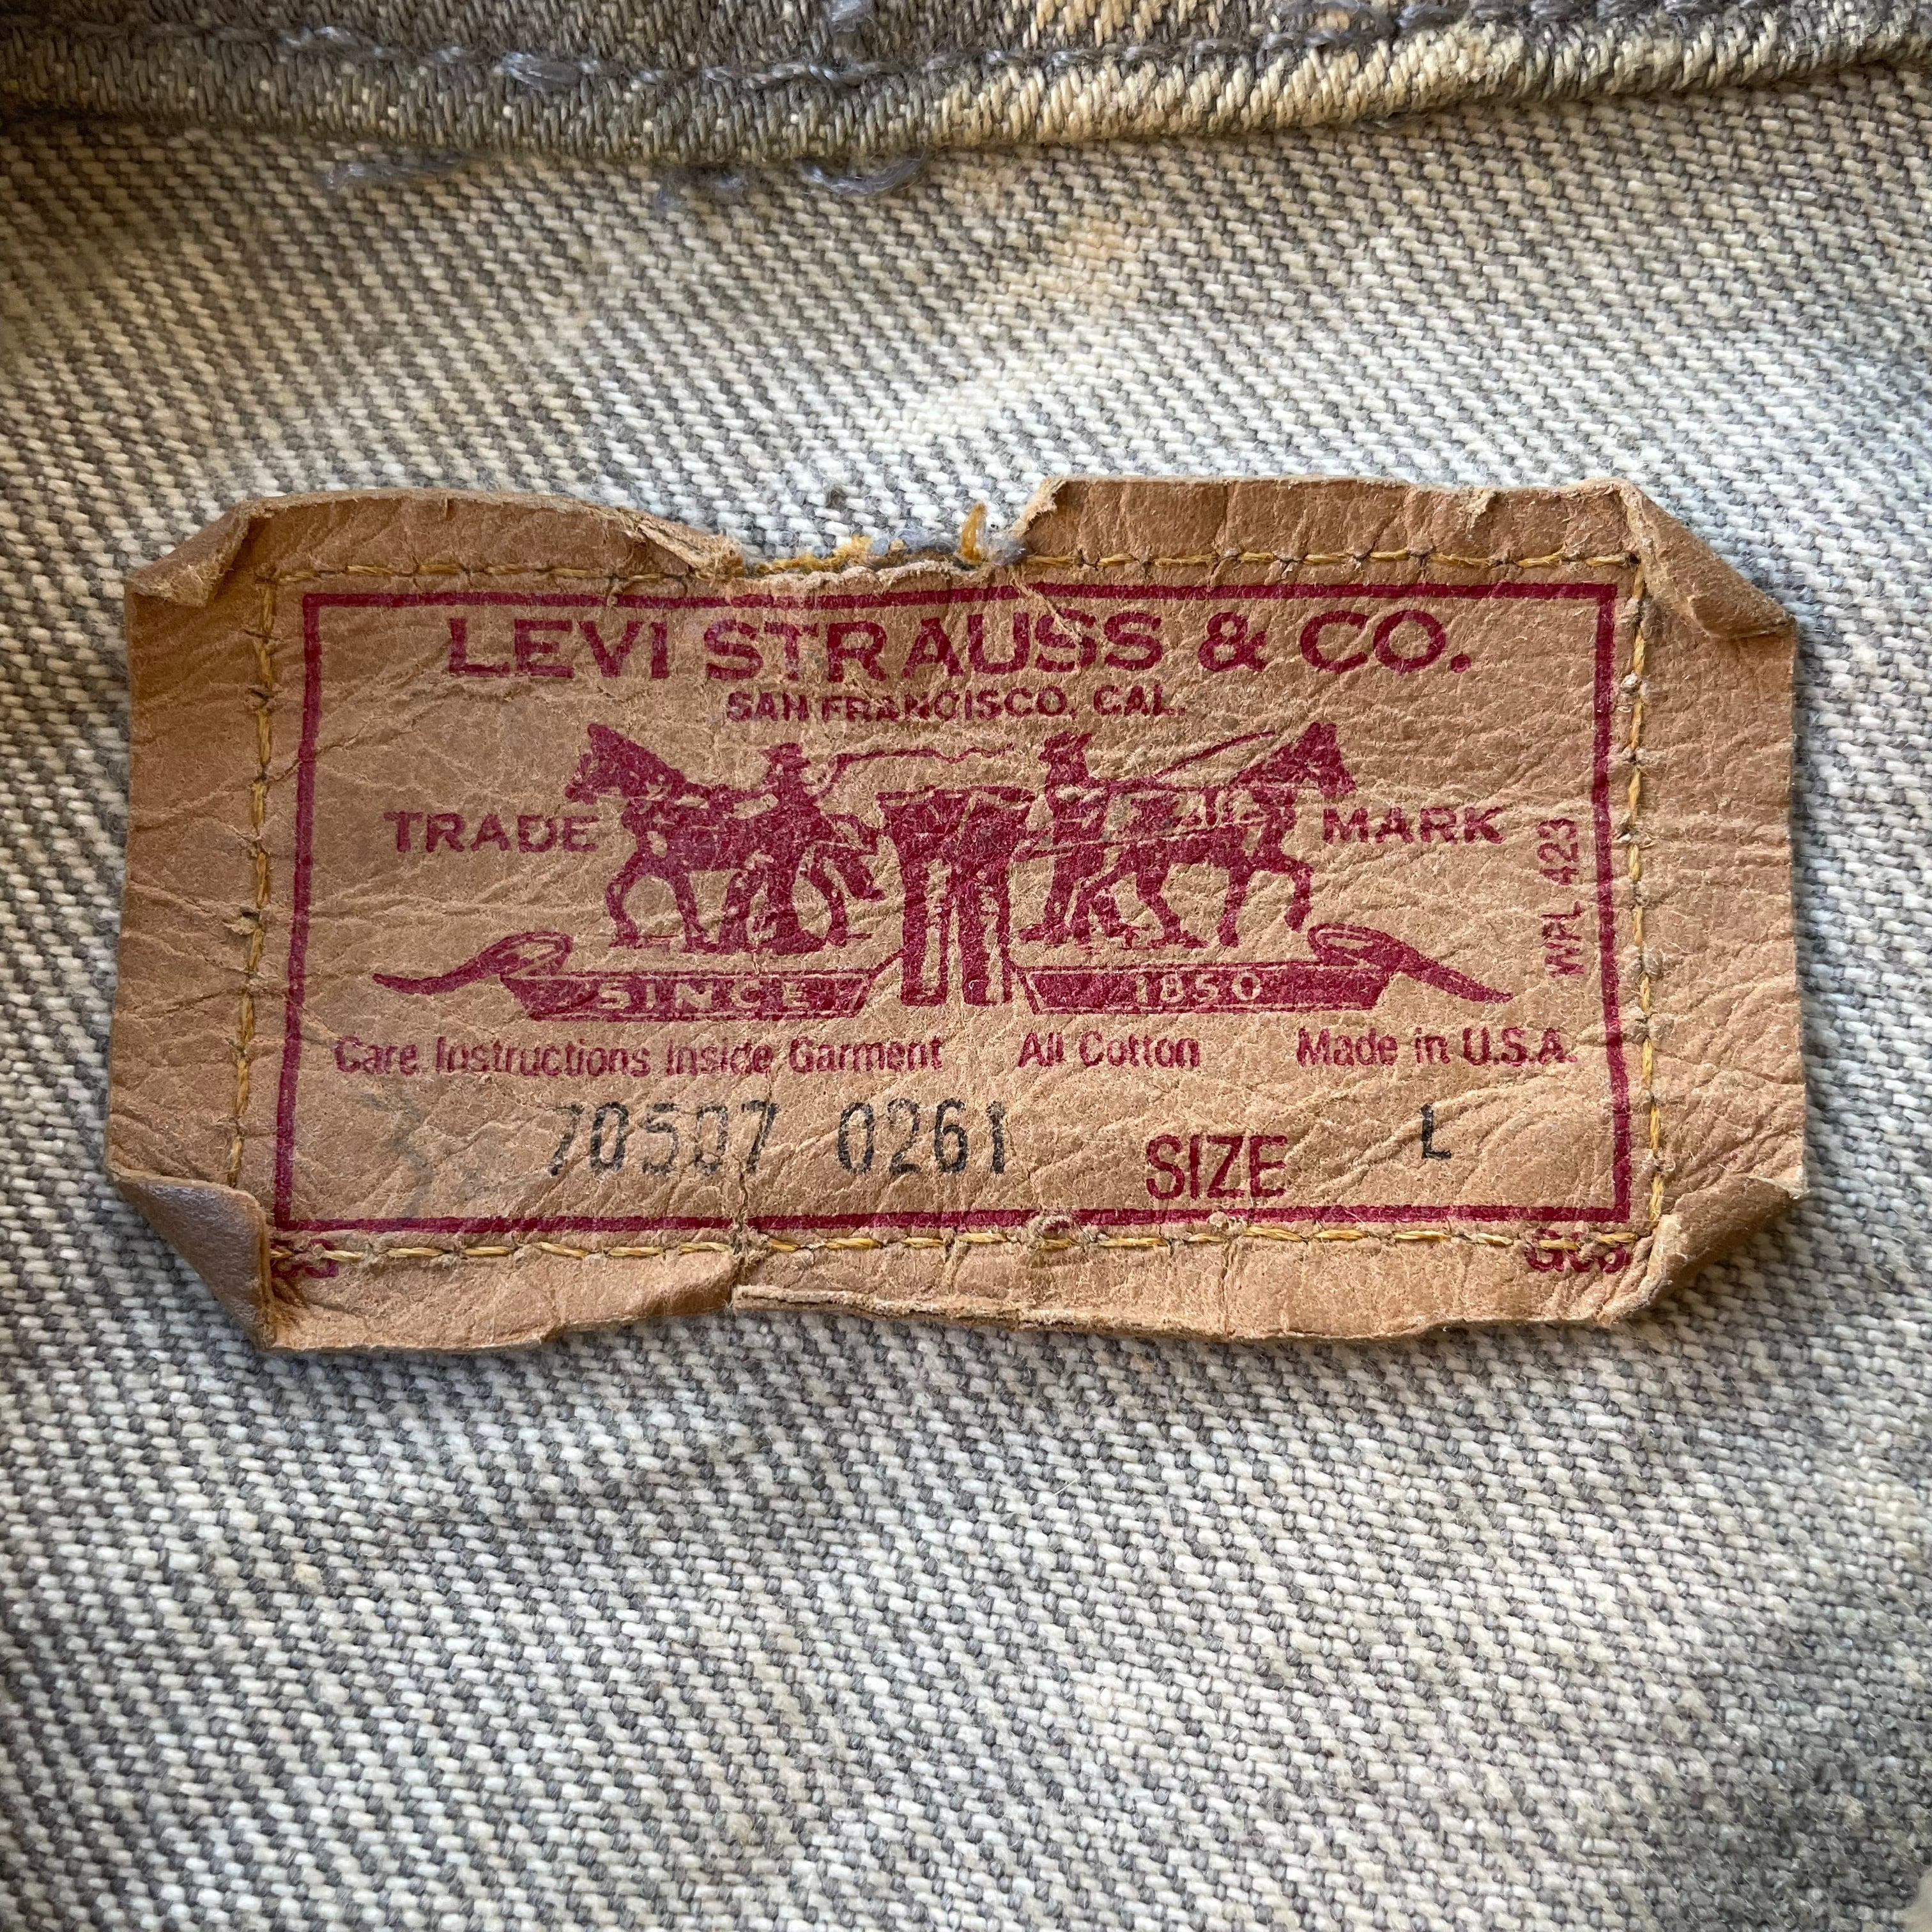 LEVI STRAUSS & CO.
SAN FRANCISCO, CAL.
TRADE MARK
WPL 423
SINCE 1850
Care Instructions Inside Garment All Cotton Made in U.S.A.
70507 0261 SIZE L